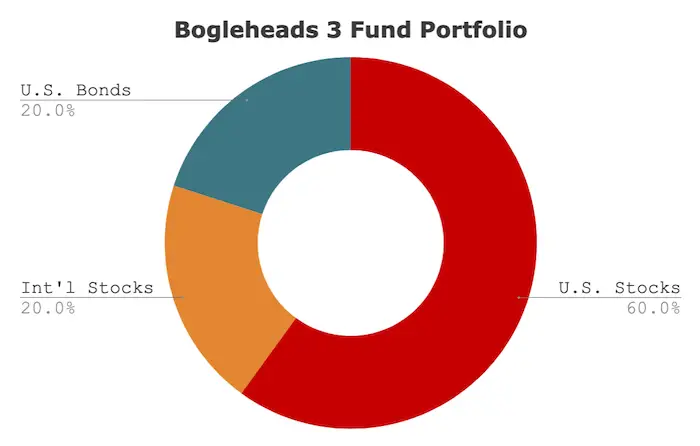 Bogleheads 3 Fund Portfolio
U.S. Bonds
20.0%
Int'l Stocks
20.0%
U.S. Stocks
60.0%